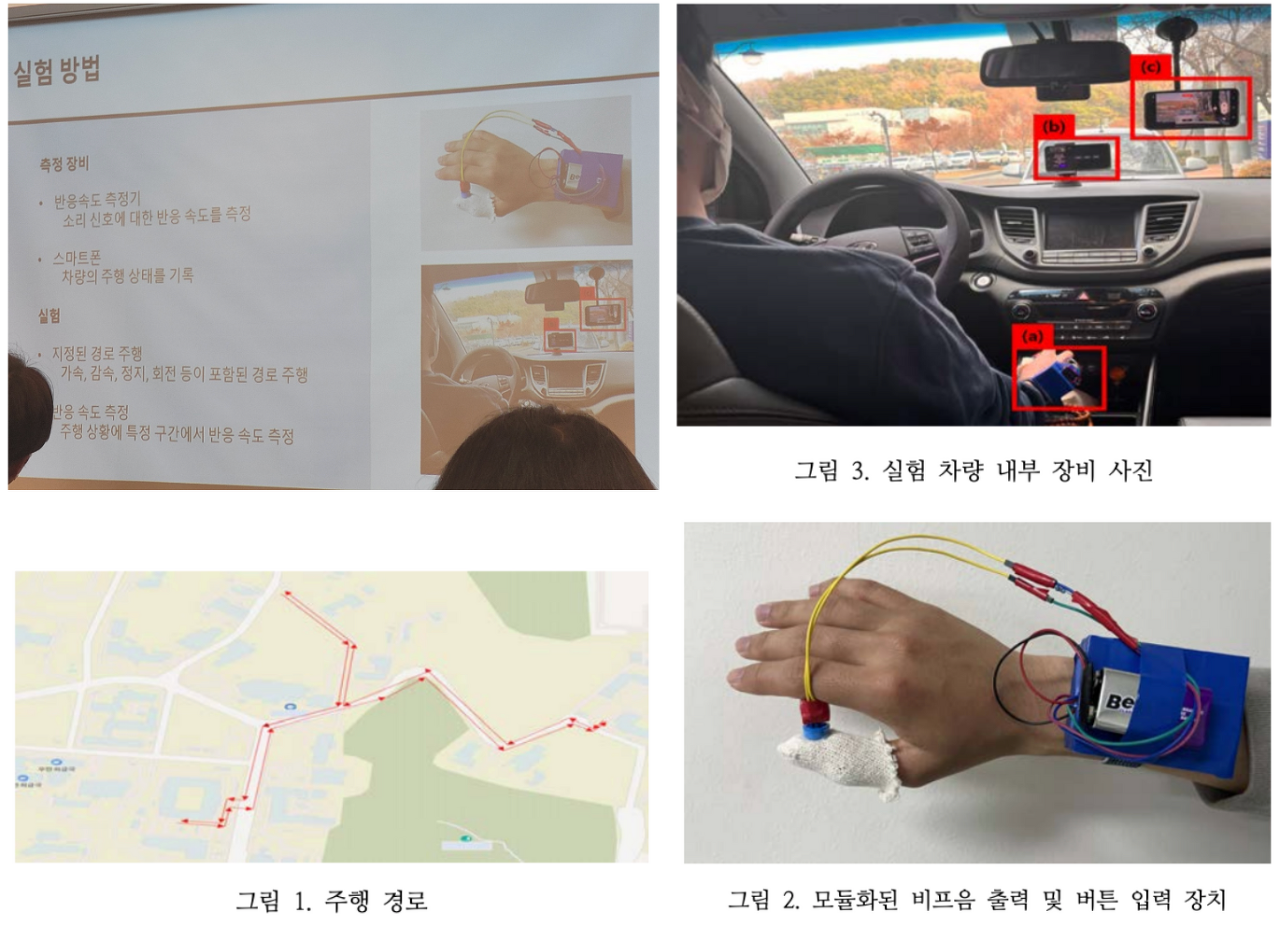 실험 방법
측정 장비
• 반응속도 측정기
소리 신호에 대한 반응 속도를 측정
• 스마트폰
차량의 주행 상태를 기록
실험
• 지정된 경로 주행
가속, 감속, 정지, 회전 등이 포함된 경로 주행
반응 속도 측정
주행 상황에 특정 구간에서 반응 속도 측정
(c)
(b)
(a)
그림 3. 실험 차량 내부 장비 사진
그림 1. 주행 경로
Be
그림 2. 모듈화된 비프음 출력 및 버튼 입력 장치